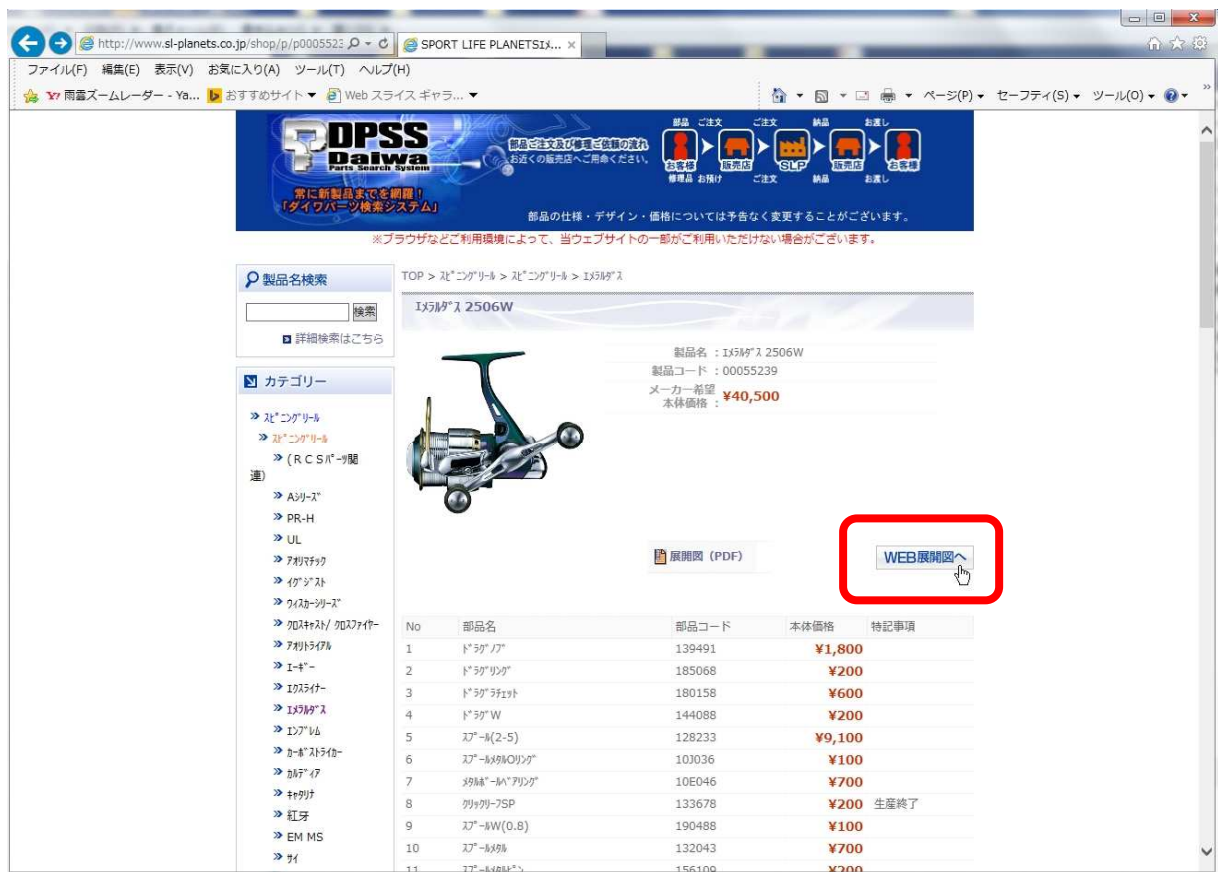 http://www.sl-planets.co.jp/shop/p/p0005523
SPORT LIFE PLANETSｴﾒ...
ファイル(F) 編集(E) 表示(V) お気に入り(A) ツール(T) ヘルプ(H)
雨雲ズームレーダー - Ya... おすすめサイト Web スライス ギャラ...
ページ(P) セーフティ(S) ツール(O)
DPSS
Daiwa
Parts Search System
常に新製品までを網羅！
「ダイワパーツ検索システム」
部品ご注文及び修理ご依頼の流れ
お近くの販売店へご用命ください。
部品 ご注文 ご注文 納品 お渡し
お客様 販売店 SLP 販売店 お客様
修理品 お預け ご注文 納品 お渡し
部品の仕様・デザイン・価格については予告なく変更することがございます。
※ブラウザなどご利用環境によって、当ウェブサイトの一部がご利用いただけない場合がございます。
製品名検索
検索
詳細検索はこちら
カテゴリー
ｽﾋﾟﾆﾝｸﾞﾘｰﾙ
ｽﾋﾟﾆﾝｸﾞﾘｰﾙ
(ＲＣＳﾊﾟｰﾂ関連)
Aｼﾘｰｽﾞ
PR-H
UL
ｱｵﾘﾏﾁｯｸ
ｲｸﾞｼﾞｽﾄ
ｳｨｽｶｰｼﾘｰｽﾞ
ｸﾛｽｷｬｽﾄ/ ｸﾛｽﾌｧｲﾔｰ
ｱｵﾘﾄﾗｲｱﾙ
ｴｰｷﾞｰ
ｴｸｽﾗｲﾅｰ
ｴﾒﾗﾙﾀﾞｽ
ｴﾝﾌﾞﾚﾑ
ｶｰﾎﾞｽﾄﾗｲｶｰ
ｶﾙﾃﾞｨｱ
ｷｬﾀﾘﾅ
紅牙
EM MS
ｻｲ
TOP > ｽﾋﾟﾆﾝｸﾞﾘｰﾙ > ｽﾋﾟﾆﾝｸﾞﾘｰﾙ > ｴﾒﾗﾙﾀﾞｽ
ｴﾒﾗﾙﾀﾞｽ 2506W
製品名 ：ｴﾒﾗﾙﾀﾞｽ 2506W
製品コード ：00055239
メーカー希望本体価格 ： ¥40,500
展開図（PDF）
WEB展開図へ
No 部品名 部品コード 本体価格 特記事項
1 ﾄﾞﾗｸﾞﾉﾌﾞ 139491 ¥1,800
2 ﾄﾞﾗｸﾞﾘﾝｸﾞ 185068 ¥200
3 ﾄﾞﾗｸﾞﾗﾁｪｯﾄ 180158 ¥600
4 ﾄﾞﾗｸﾞW 144088 ¥200
5 ｽﾌﾟｰﾙ(2-5) 128233 ¥9,100
6 ｽﾌﾟｰﾙﾒﾀﾙOﾘﾝｸﾞ 10J036 ¥100
7 ﾒﾀﾙﾎﾞｰﾙﾍﾞｱﾘﾝｸﾞ 10E046 ¥700
8 ｸﾘｯｸﾘｰﾌSP 133678 ¥200 生産終了
9 ｽﾌﾟｰﾙW(0.8) 190488 ¥100
10 ｽﾌﾟｰﾙﾒﾀﾙ 132043 ¥700
11 ｽﾌﾟｰﾙﾒﾀﾙﾋﾟﾝ 156109 ¥200